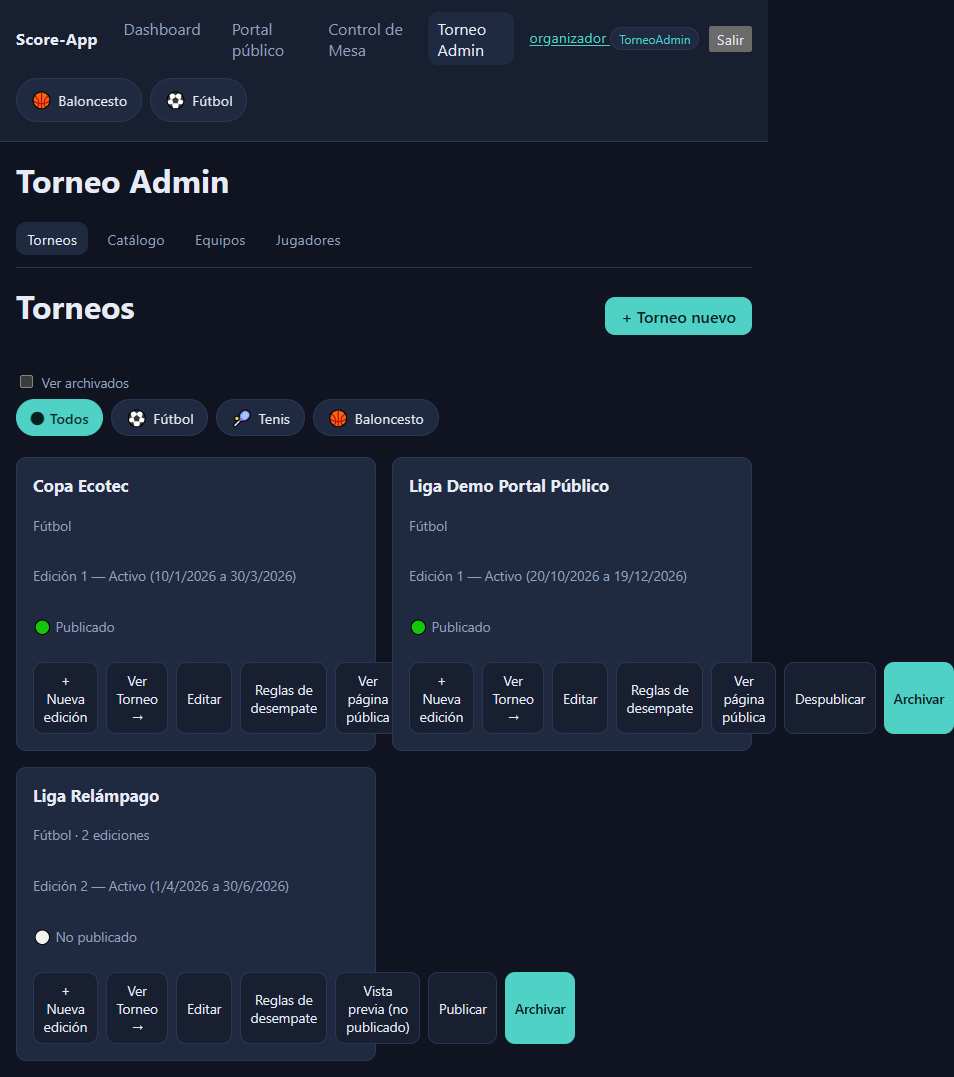 Score-App
Dashboard
Portal
público
Control de
Mesa
Torneo
Admin
organizador
TorneoAdmin
Salir
Baloncesto
Fútbol
Torneo Admin
Torneos
Catálogo
Equipos
Jugadores
Torneos
+ Torneo nuevo
Ver archivados
Todos
Fútbol
Tenis
Baloncesto
Copa Ecotec
Fútbol
Edición 1 — Activo (10/1/2026 a 30/3/2026)
Publicado
+
Nueva
edición
Ver
Torneo
→
Editar
Reglas de
desempate
Ver
página
pública
Liga Demo Portal Público
Fútbol
Edición 1 — Activo (20/10/2026 a 19/12/2026)
Publicado
+
Nueva
edición
Ver
Torneo
→
Editar
Reglas de
desempate
Ver
página
pública
Despublicar
Archivar
Liga Relámpago
Fútbol · 2 ediciones
Edición 2 — Activo (1/4/2026 a 30/6/2026)
No publicado
+
Nueva
edición
Ver
Torneo
→
Editar
Reglas de
desempate
Vista
previa (no
publicado)
Publicar
Archivar